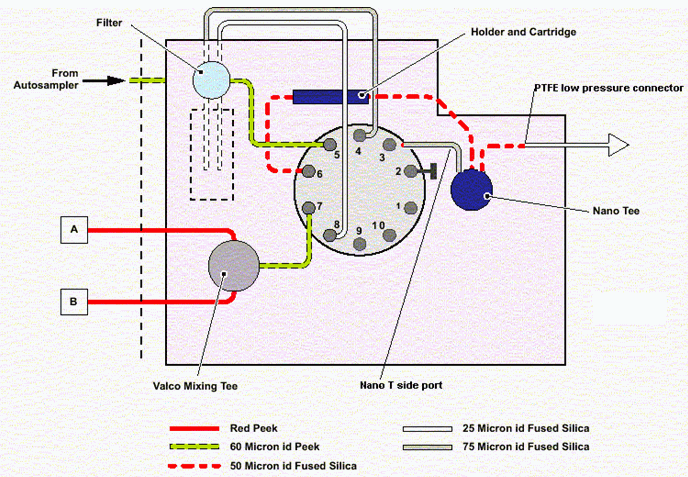 Filter
Holder and Cartridge
From
Autosampler
PTFE low pressure connector
5
4
3
6
2
7
1
8
10
9
Nano Tee
A
B
Valco Mixing Tee
Nano T side port
Red Peek
25 Micron id Fused Silica
60 Micron id Peek
75 Micron id Fused Silica
50 Micron id Fused Silica